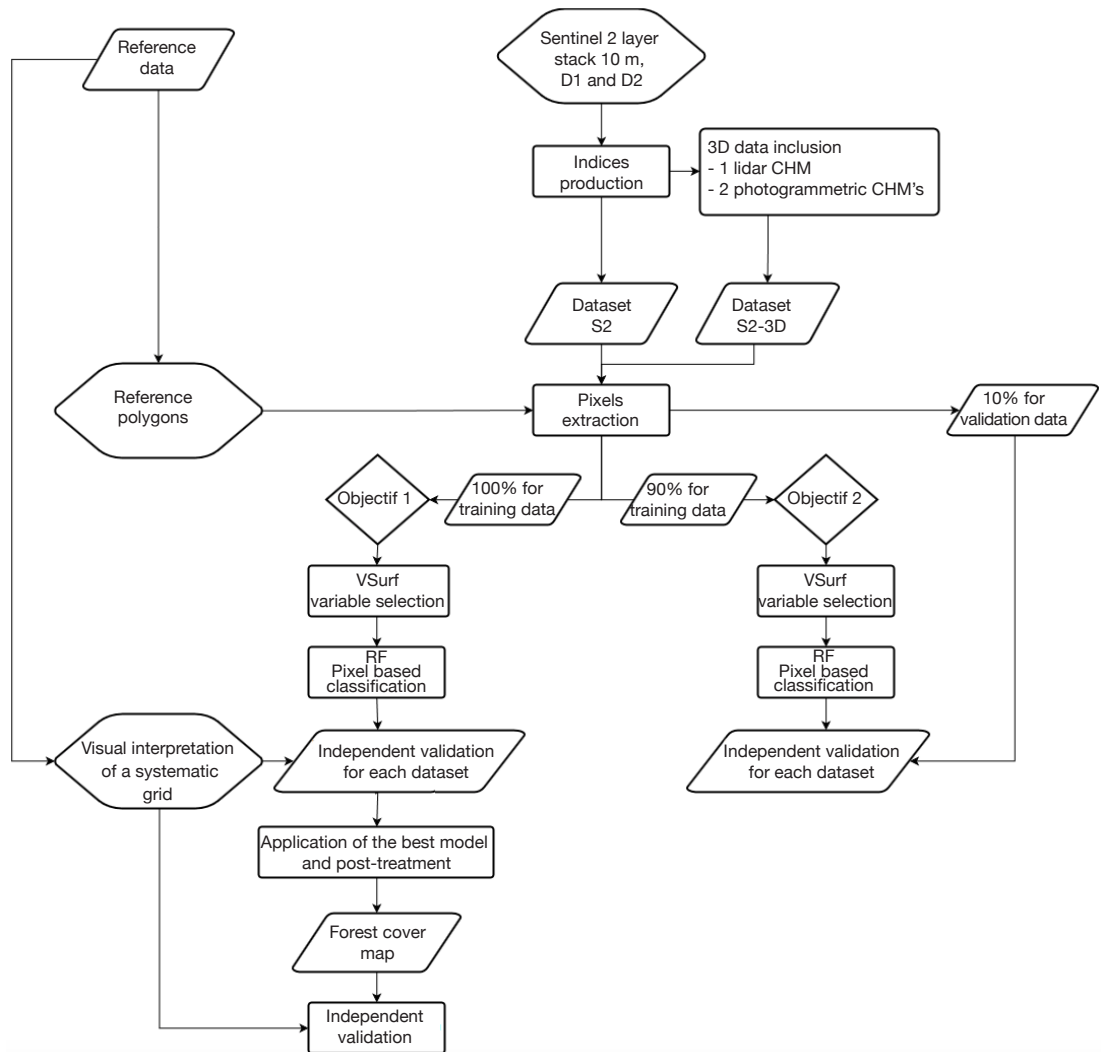 Reference
data
Sentinel 2 layer
stack 10 m,
D1 and D2
Indices
production
3D data inclusion
- 1 lidar CHM
- 2 photogrammetric CHM's
Dataset
S2
Dataset
S2-3D
Reference
polygons
Pixels
extraction
10% for
validation data
Objectif 1
100% for
training data
90% for
training data
Objectif 2
VSurf
variable selection
VSurf
variable selection
RF
Pixel based
classification
RF
Pixel based
classification
Visual interpretation
of a systematic
grid
Independent validation
for each dataset
Independent validation
for each dataset
Application of the best model
and post-treatment
Forest cover
map
Independent
validation